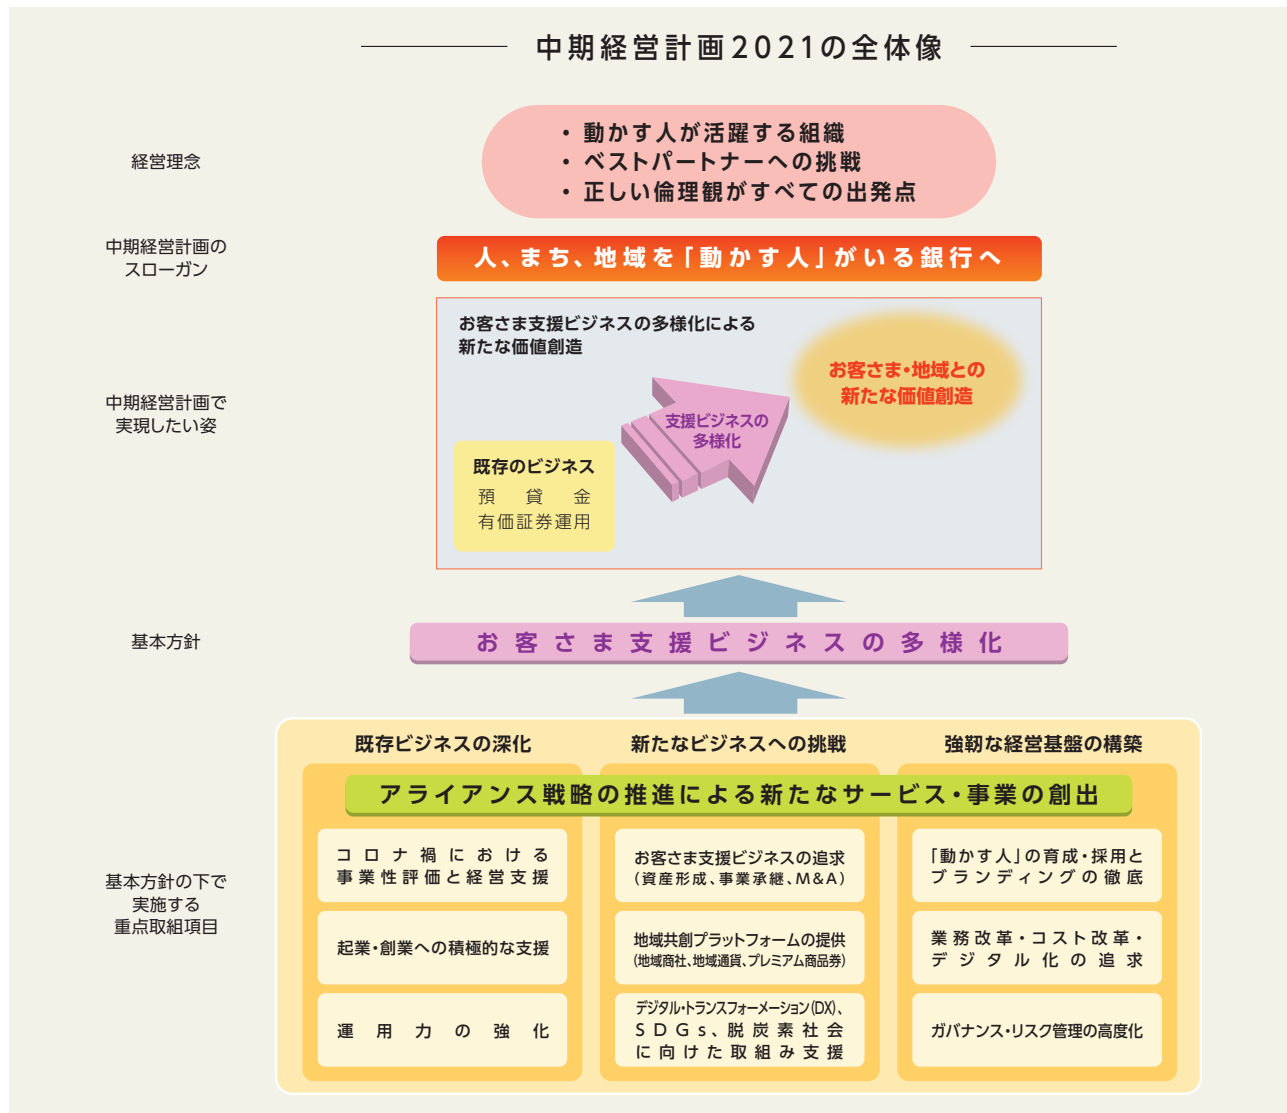 中期経営計画2021の全体像
経営理念
・動かす人が活躍する組織
・ベストパートナーへの挑戦
・正しい倫理観がすべての出発点
中期経営計画の
スローガン
人、まち、地域を「動かす人」がいる銀行へ
中期経営計画で
実現したい姿
お客さま支援ビジネスの多様化による
新たな価値創造
お客さま・地域との
新たな価値創造
支援ビジネスの
多様化
既存のビジネス
預貸金
有価証券運用
基本方針
お客さま支援ビジネスの多様化
基本方針の下で
実施する
重点取組項目
既存ビジネスの深化
新たなビジネスへの挑戦
強靭な経営基盤の構築
アライアンス戦略の推進による新たなサービス・事業の創出
コロナ禍における
事業性評価と経営支援
起業・創業への積極的な支援
運用力の強化
お客さま支援ビジネスの追求
(資産形成、事業承継、M&A)
地域共創プラットフォームの提供
(地域商社、地域通貨、プレミアム商品券)
デジタル・トランスフォーメーション(DX)、
SDGs、脱炭素社会
に向けた取組み支援
「動かす人」の育成・採用と
ブランディングの徹底
業務改革・コスト改革・
デジタル化の追求
ガバナンス・リスク管理の高度化